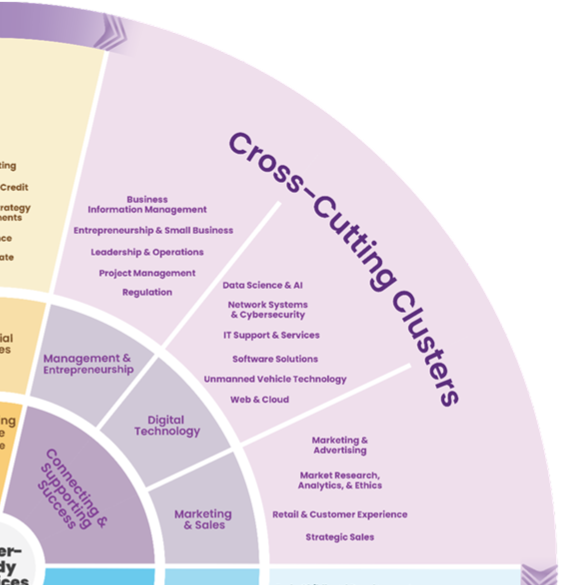 Cross-Cutting Clusters
Business
Information Management
Entrepreneurship & Small Business
Leadership & Operations
Project Management
Regulation
Data Science & AI
Network Systems
& Cybersecurity
IT Support & Services
Software Solutions
Unmanned Vehicle Technology
Web & Cloud
Marketing &
Advertising
Market Research,
Analytics, & Ethics
Retail & Customer Experience
Strategic Sales
Management &
Entrepreneurship
Digital
Technology
Marketing
& Sales
Connecting &
Supporting
Success
Credit